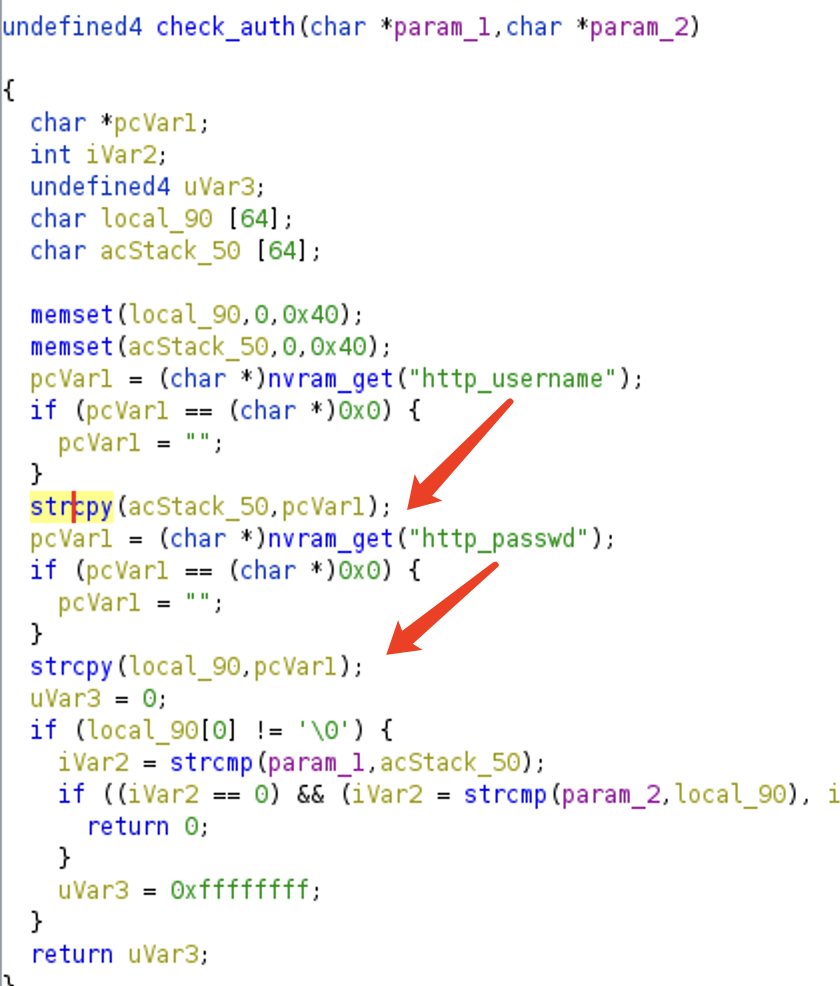 undefined4 check_auth(char *param_1,char *param_2)
{
char *pcVar1;
int iVar2;
undefined4 uVar3;
char local_90 [64];
char acStack_50 [64];
memset(local_90,0,0x40);
memset(acStack_50,0,0x40);
pcVar1 = (char *)nvram_get("http_username");
if (pcVar1 == (char *)0x0) {
pcVar1 = "";
}
strcpy(acStack_50,pcVar1);
pcVar1 = (char *)nvram_get("http_passwd");
if (pcVar1 == (char *)0x0) {
pcVar1 = "";
}
strcpy(local_90,pcVar1);
uVar3 = 0;
if (local_90[0] != '\0') {
iVar2 = strcmp(param_1,acStack_50);
if ((iVar2 == 0) && (iVar2 = strcmp(param_2,local_90), i
return 0;
}
uVar3 = 0xffffffff;
}
return uVar3;
}